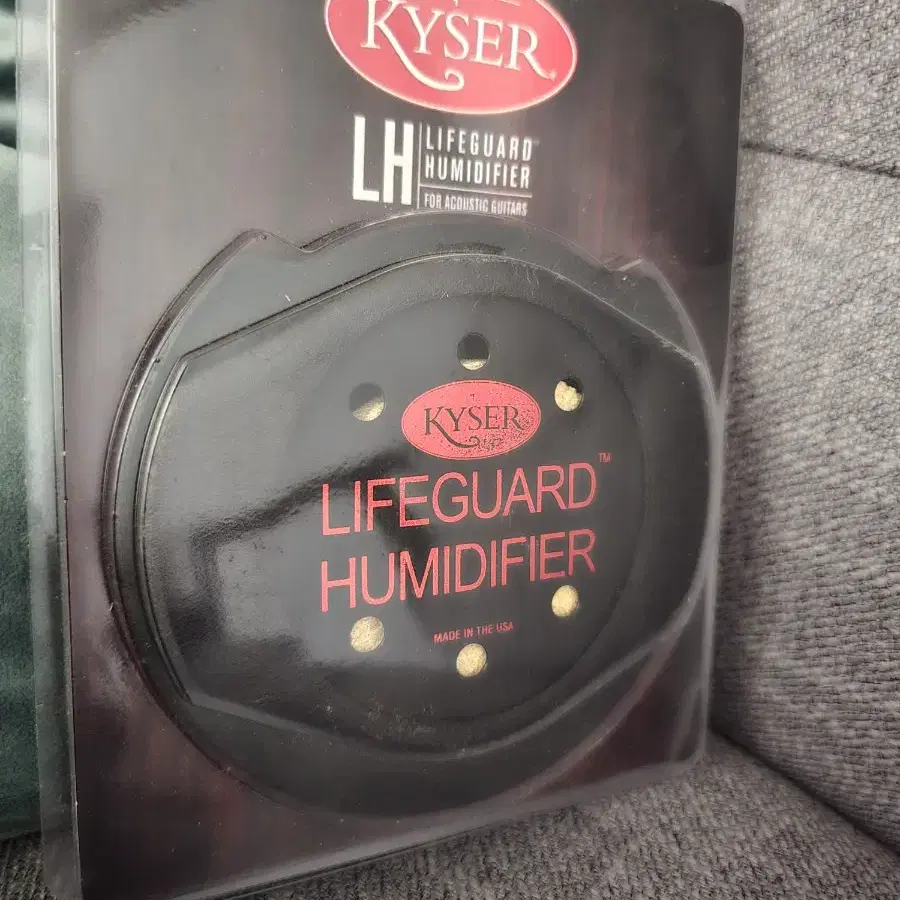 KYSER
LH
LIFEGUARD™
HUMIDIFIER
FOR ACOUSTIC GUITARS
KYSER
LIFEGUARD™
HUMIDIFIER
MADE IN THE USA